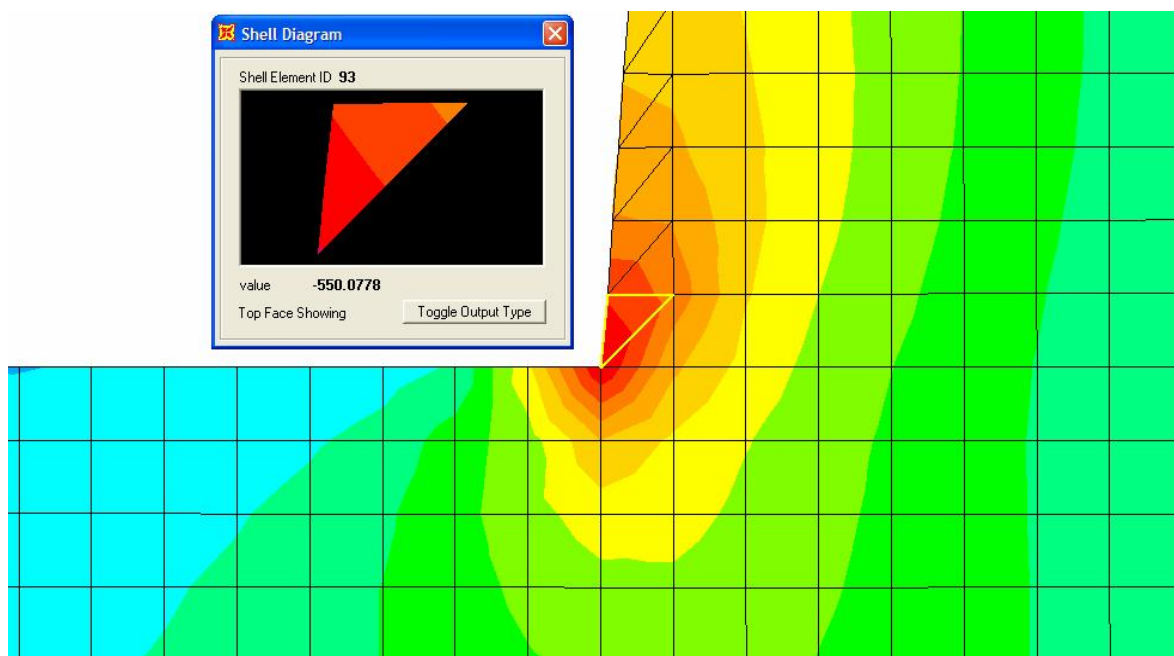 Shell Diagram
Shell Element ID 93
value -550.0778
Top Face Showing Toggle Output Type